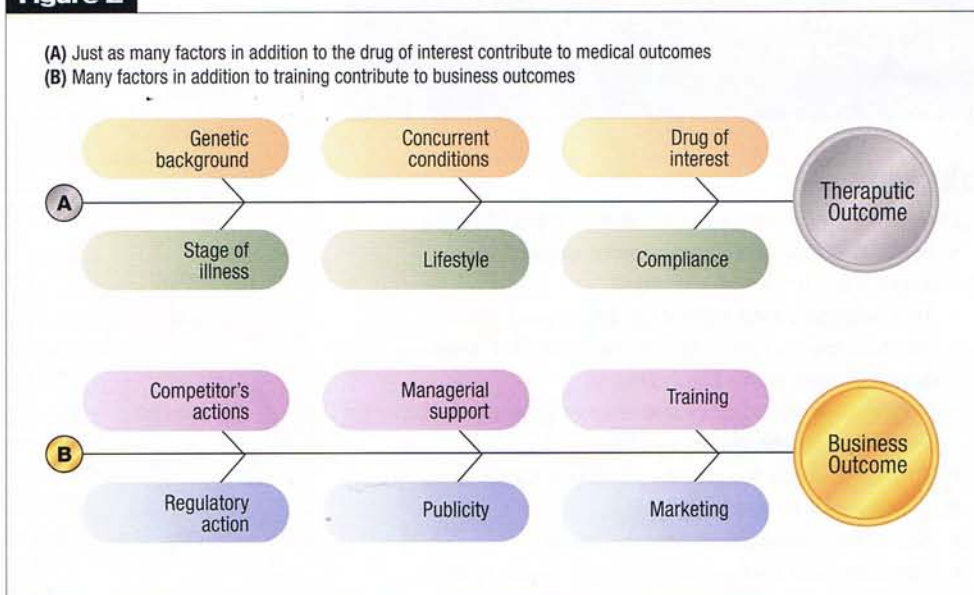 (A) Just as many factors in addition to the drug of interest contribute to medical outcomes
(B) Many factors in addition to training contribute to business outcomes
Genetic
background
Concurrent
conditions
Drug of
interest
A
Theraputic
Outcome
Stage of
illness
Lifestyle
Compliance
Competitor's
actions
Managerial
support
Training
B
Business
Outcome
Regulatory
action
Publicity
Marketing